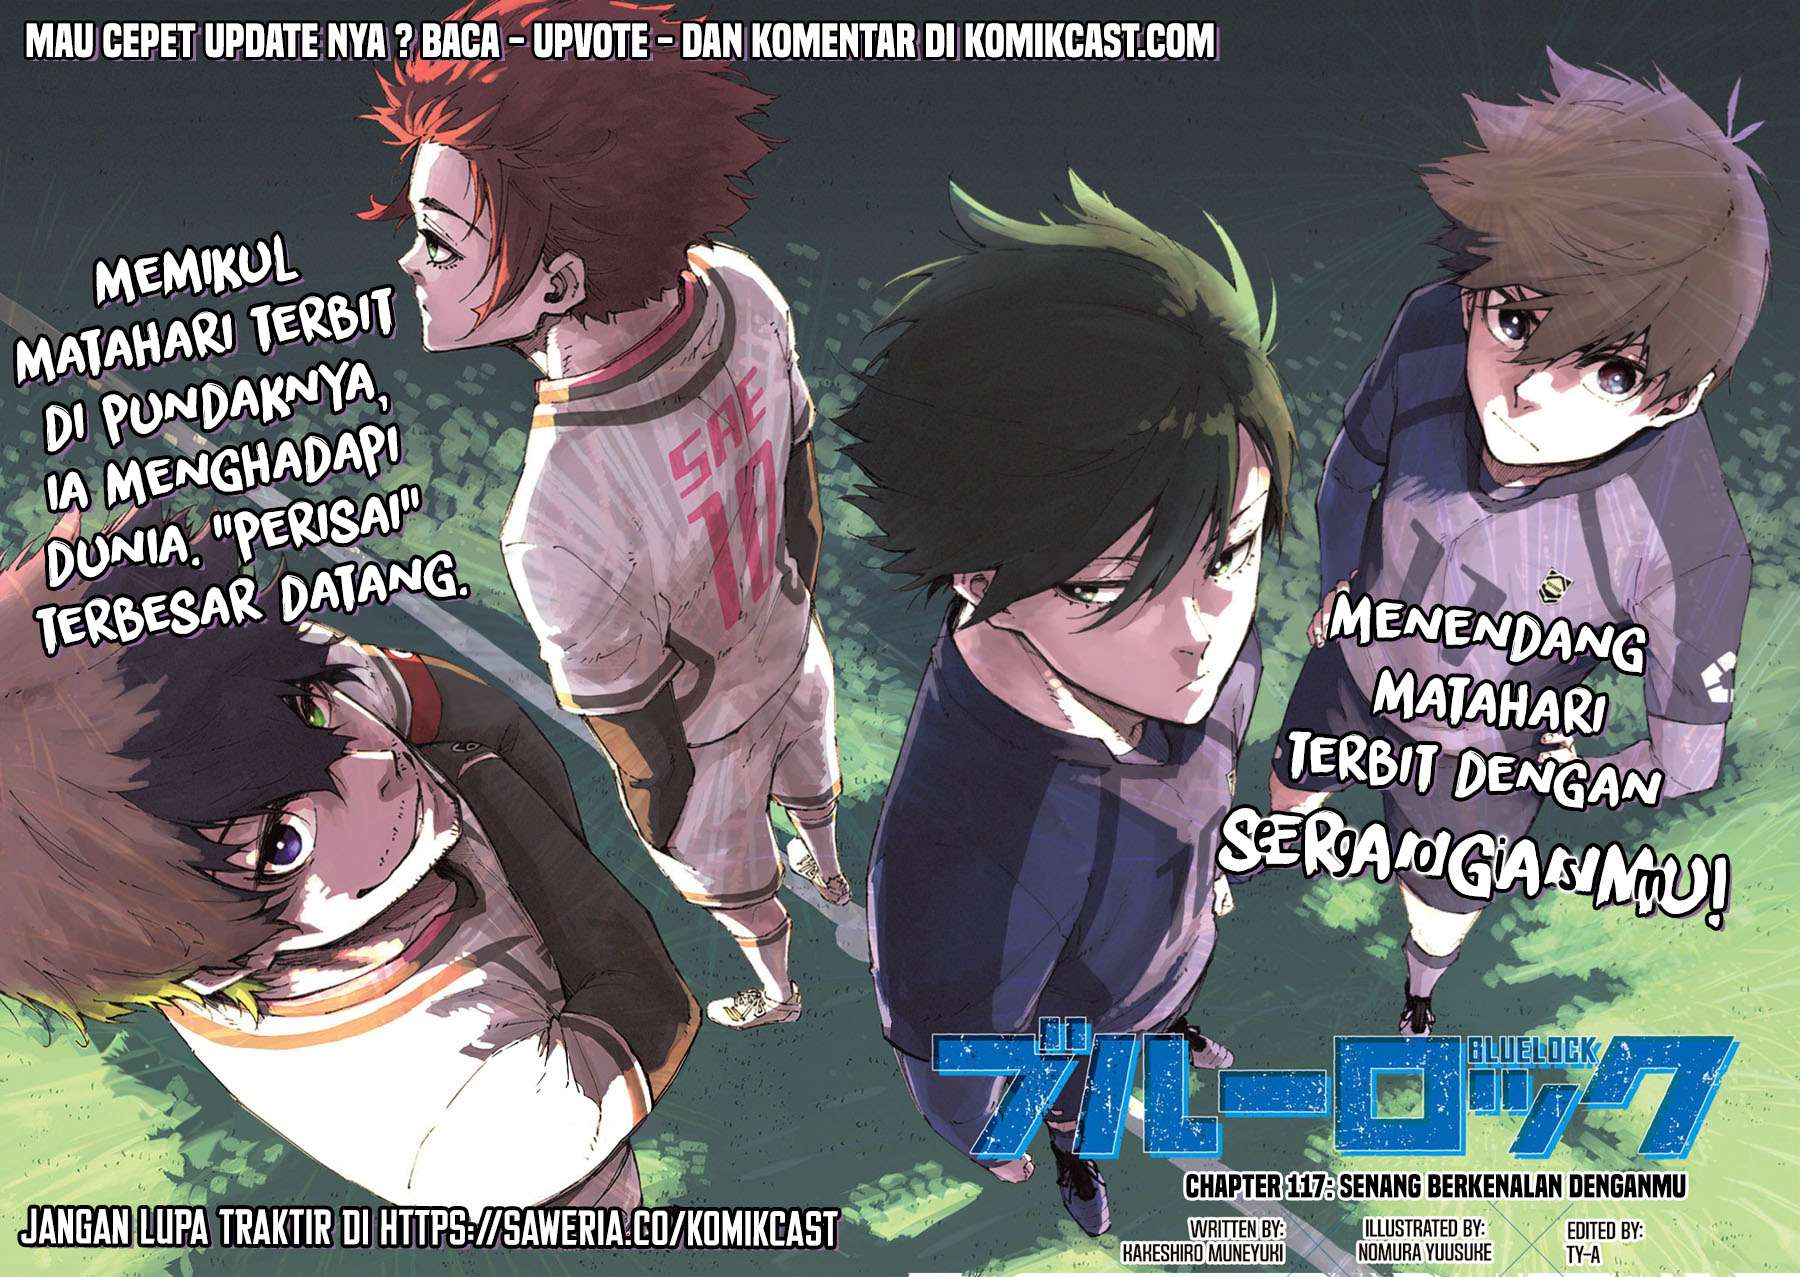 MAU CEPET UPDATE NYA ? BACA - UPVOTE - DAN KOMENTAR DI KOMIKCAST.COM
MEMIKUL
MATAHARI TERBIT
DI PUNDAKNYA,
IA MENGHADAPI
DUNIA. "PERISAI"
TERBESAR DATANG.
SAE
10
MENENDANG
MATAHARI
TERBIT DENGAN
ブルーロック
BLUELOCK
CHAPTER 117: SENANG BERKENALAN DENGANMU
WRITTEN BY:
KAKESHIRO MUNEYUKI
ILLUSTRATED BY:
NOMURA YUUSUKE
EDITED BY:
TY-A
JANGAN LUPA TRAKTIR DI HTTPS://SAWERIA.CO/KOMIKCAST